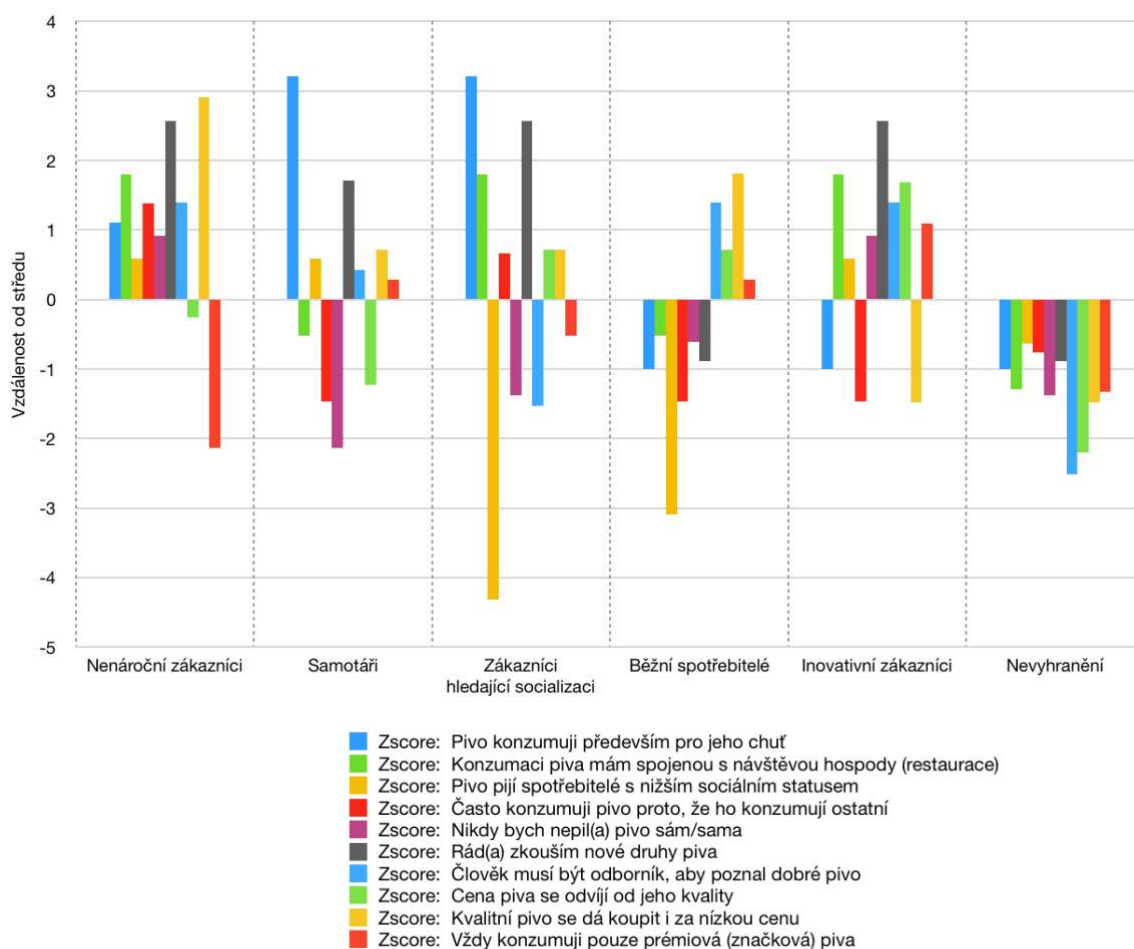 4
3
2
1
0
-1
-2
-3
-4
-5
Vzdálenost od středu
Nenároční zákazníci
Samotáři
Zákazníci
hledající socializaci
Běžní spotřebitelé
Inovativní zákazníci
Nevyhranění
Zscore: Pivo konzumuji především pro jeho chuť
Zscore: Konzumaci piva mám spojenou s návštěvou hospody (restaurace)
Zscore: Pivo pijí spotřebitelé s nižším sociálním statusem
Zscore: Často konzumuji pivo proto, že ho konzumují ostatní
Zscore: Nikdy bych nepil(a) pivo sám/sama
Zscore: Rád(a) zkouším nové druhy piva
Zscore: Člověk musí být odborník, aby poznal dobré pivo
Zscore: Cena piva se odvíjí od jeho kvality
Zscore: Kvalitní pivo se dá koupit i za nízkou cenu
Zscore: Vždy konzumuji pouze prémiová (značková) piva